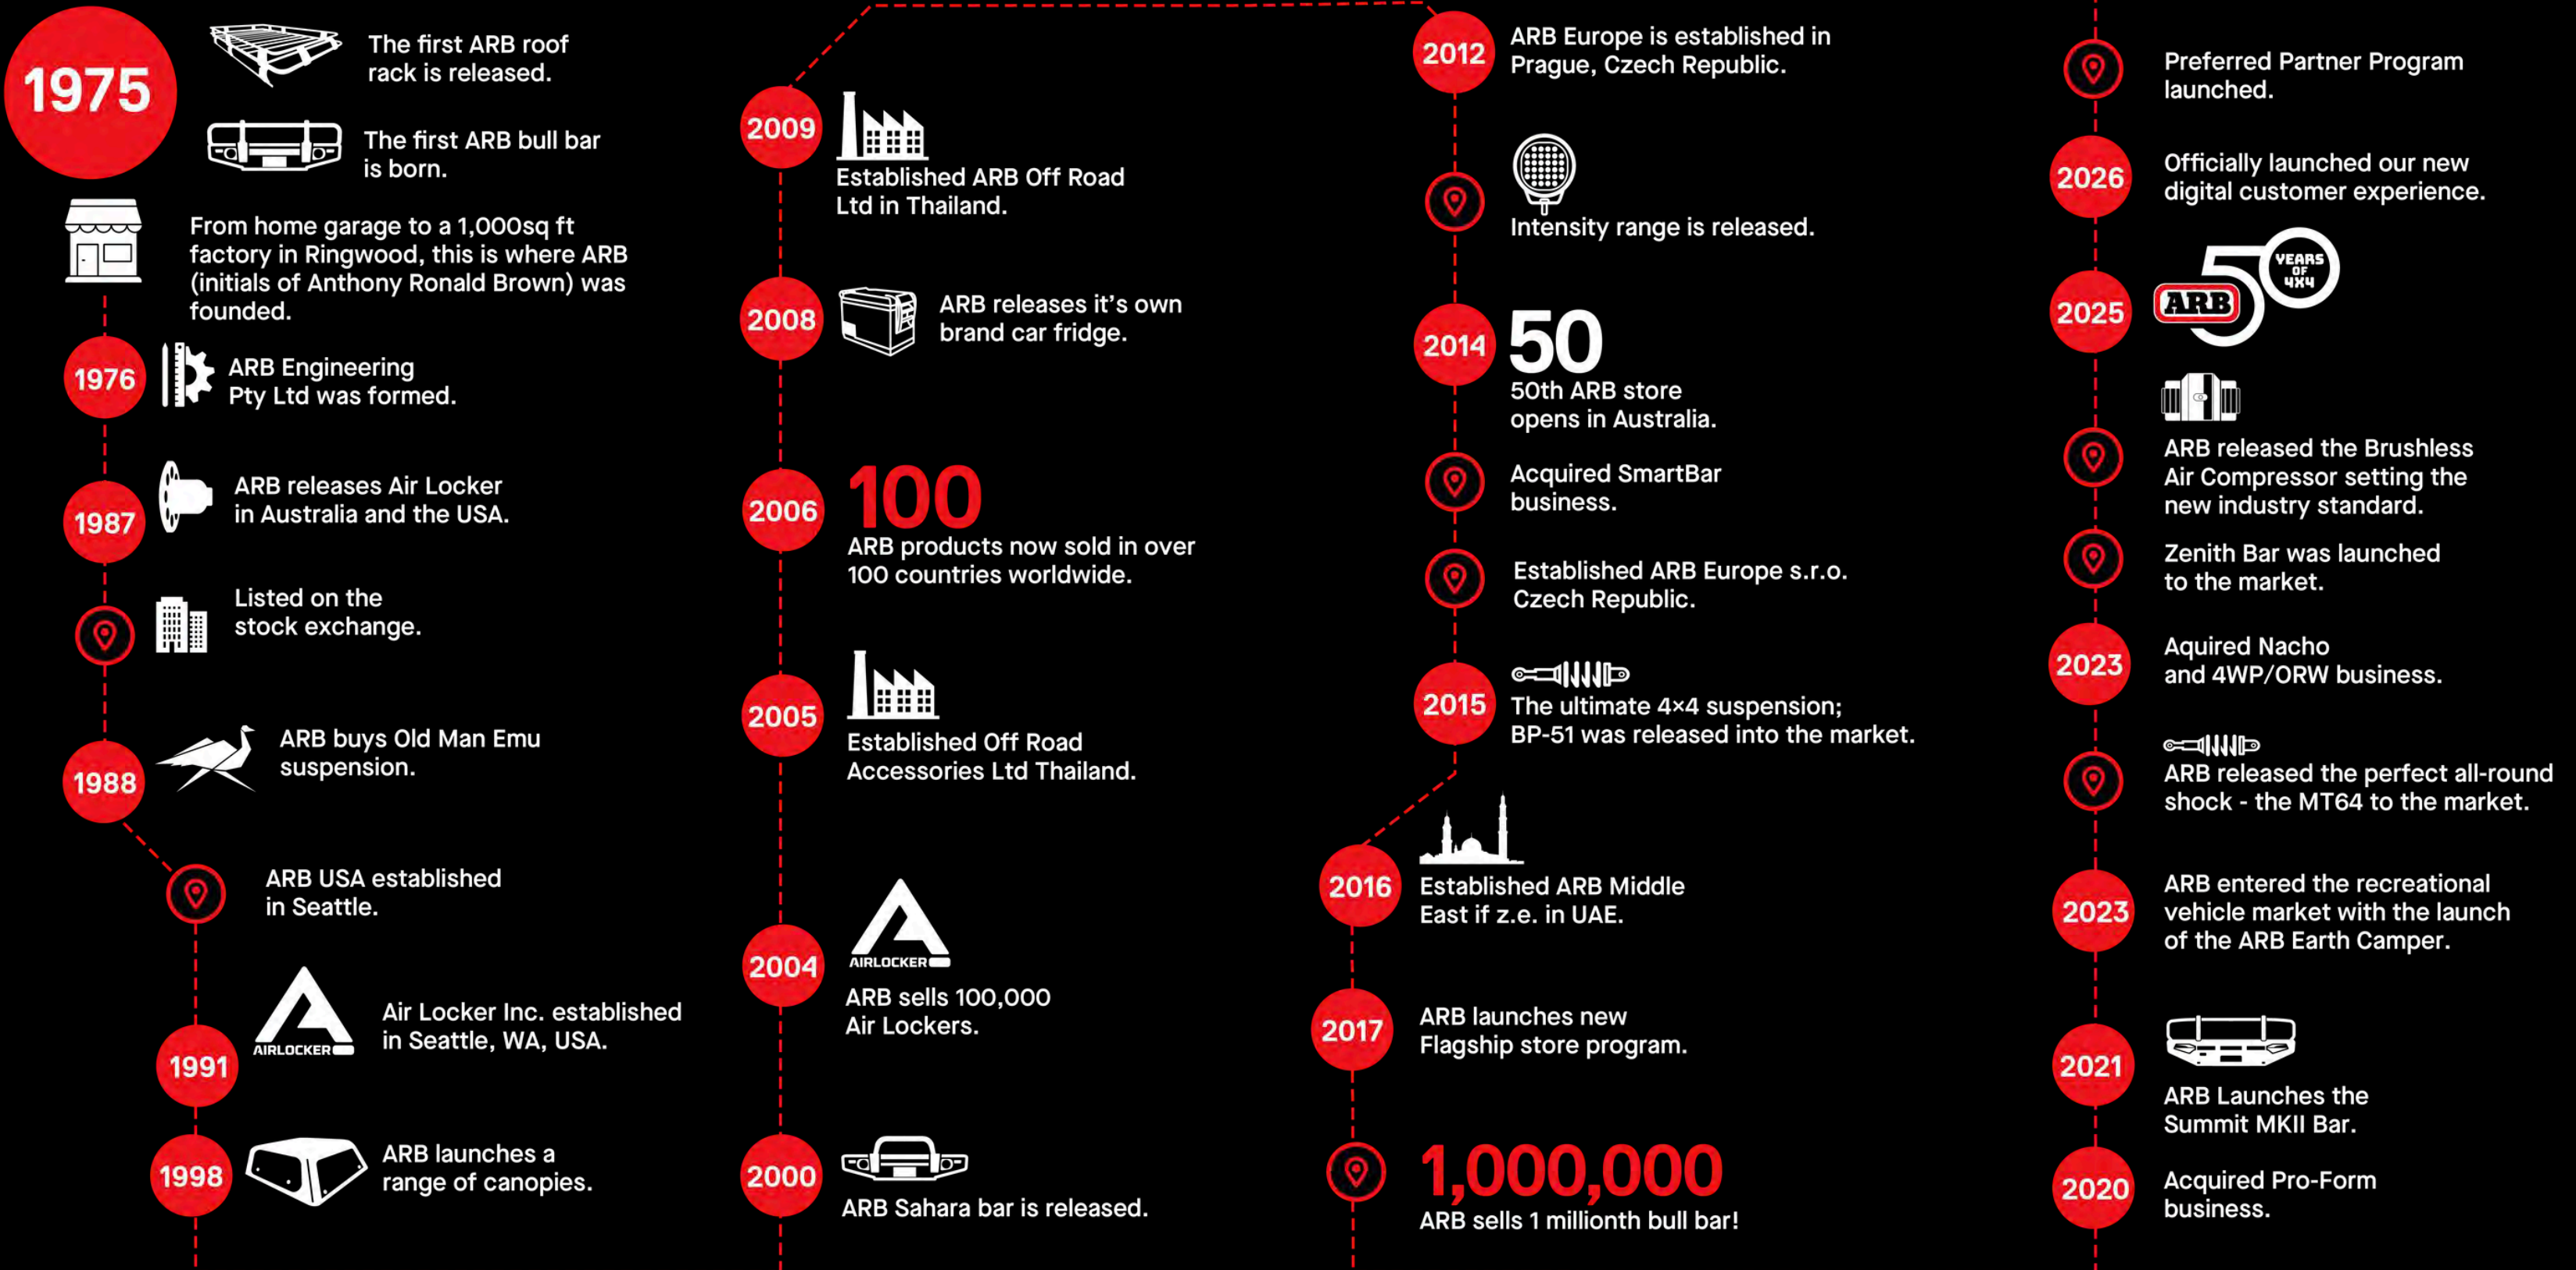 1975
The first ARB roof
rack is released.
The first ARB bull bar
is born.
From home garage to a 1,000sq ft
factory in Ringwood, this is where ARB
(initials of Anthony Ronald Brown) was
founded.
1976
ARB Engineering
Pty Ltd was formed.
1987
ARB releases Air Locker
in Australia and the USA.
Listed on the
stock exchange.
1988
ARB buys Old Man Emu
suspension.
ARB USA established
in Seattle.
1991
AIRLOCKER
Air Locker Inc. established
in Seattle, WA, USA.
1998
ARB launches a
range of canopies.
2009
Established ARB Off Road
Ltd in Thailand.
2008
ARB releases it's own
brand car fridge.
2006
100
ARB products now sold in over
100 countries worldwide.
2005
Established Off Road
Accessories Ltd Thailand.
2004
AIRLOCKER
ARB sells 100,000
Air Lockers.
2000
ARB Sahara bar is released.
2012
ARB Europe is established in
Prague, Czech Republic.
Intensity range is released.
2014
50
50th ARB store
opens in Australia.
Acquired SmartBar
business.
Established ARB Europe s.r.o.
Czech Republic.
2015
The ultimate 4×4 suspension;
BP-51 was released into the market.
2016
Established ARB Middle
East if z.e. in UAE.
2017
ARB launches new
Flagship store program.
1,000,000
ARB sells 1 millionth bull bar!
Preferred Partner Program
launched.
2026
Officially launched our new
digital customer experience.
2025
ARB
50
YEARS
OF
4X4
ARB released the Brushless
Air Compressor setting the
new industry standard.
Zenith Bar was launched
to the market.
2023
Aquired Nacho
and 4WP/ORW business.
ARB released the perfect all-round
shock - the MT64 to the market.
2023
ARB entered the recreational
vehicle market with the launch
of the ARB Earth Camper.
2021
ARB Launches the
Summit MKII Bar.
2020
Acquired Pro-Form
business.